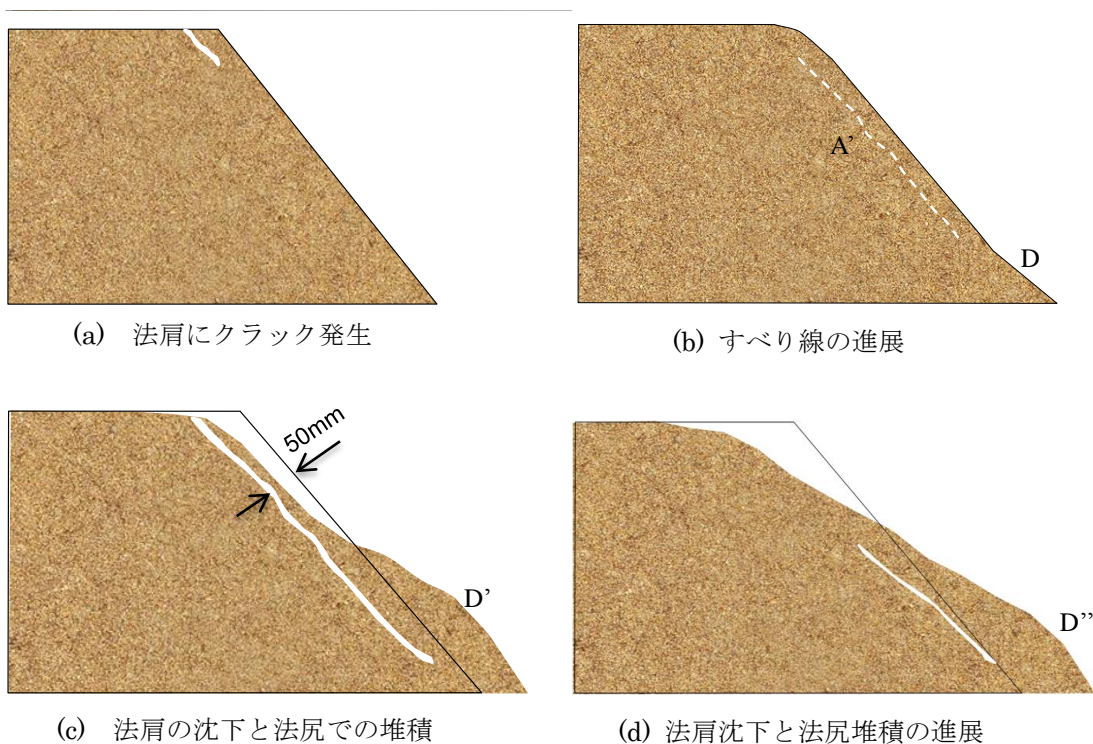 (a) 法肩にクラック発生
A'
D
(b) すべり線の進展
50mm
D'
(c) 法肩の沈下と法尻での堆積
D''
(d) 法肩沈下と法尻堆積の進展